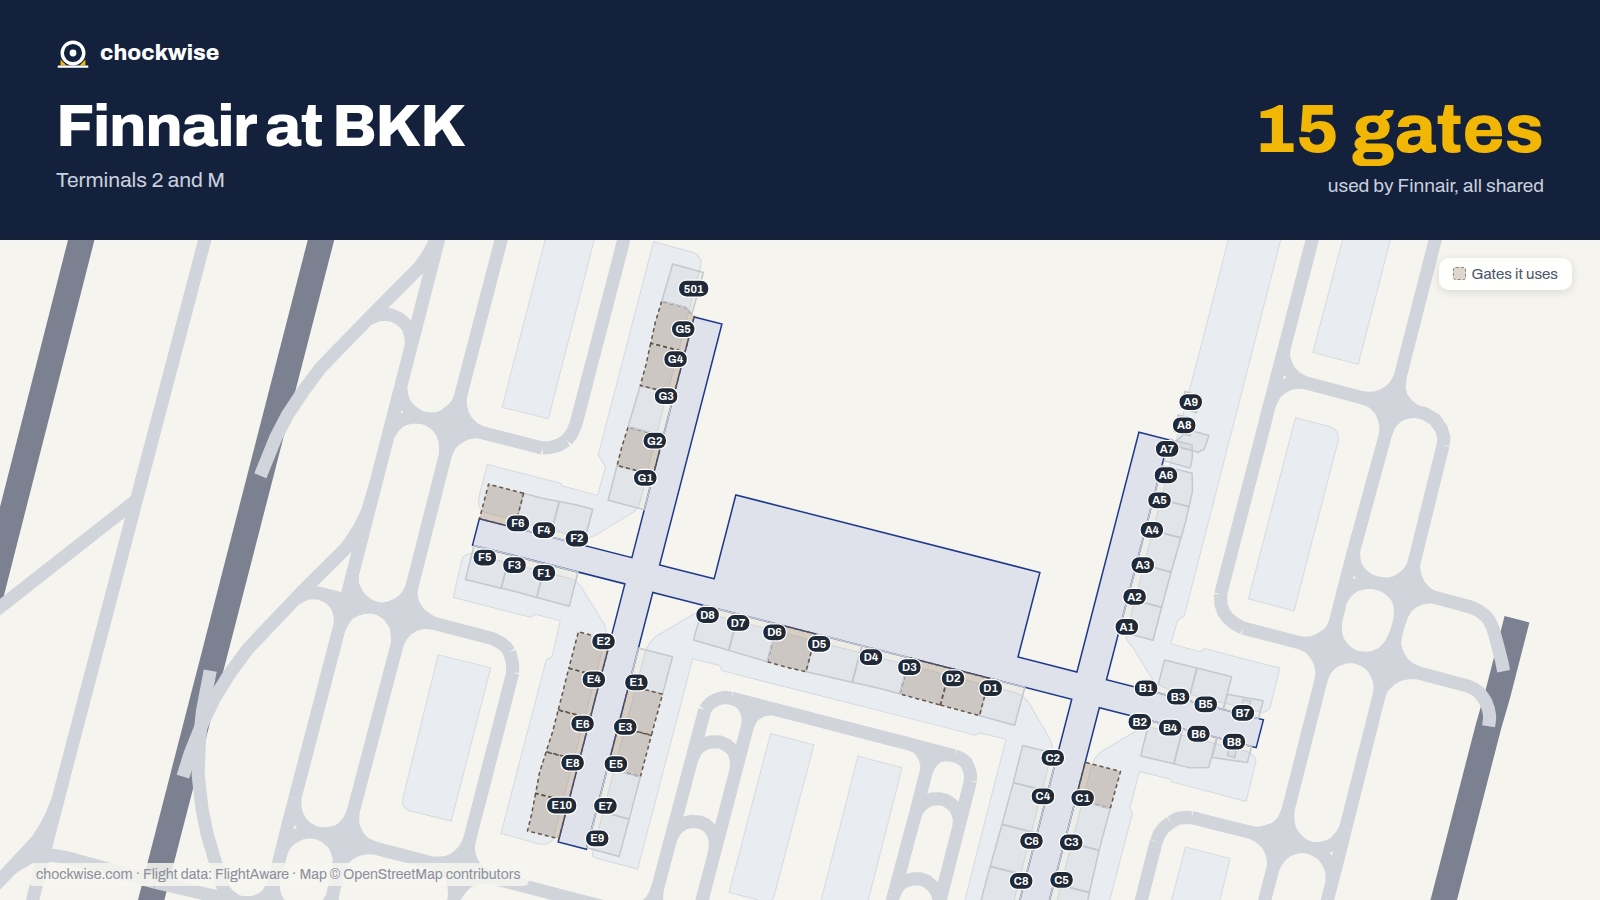 chockwise
Finnair at BKK
Terminals 2 and M
15 gates
used by Finnair, all shared
Gates it uses
501
G5
G4
G3
G2
G1
F6
F4
F2
F5
F3
F1
E2
E4
E1
E6
E3
E8
E5
E10
E7
E9
D8
D7
D6
D5
D4
D3
D2
D1
A9
A8
A7
A6
A5
A4
A3
A2
A1
B1
B3
B5
B7
B2
B4
B6
B8
C2
C4
C1
C6
C3
C8
C5
chockwise.com · Flight data: FlightAware · Map © OpenStreetMap contributors